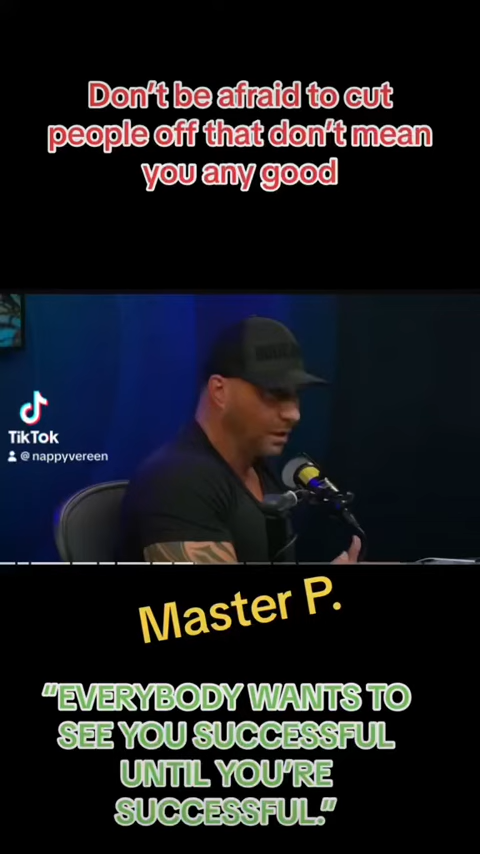 Don't be afraid to cut
people off that don't mean
you any good
TikTok
@nappyvereen
Master P.
"EVERYBODY WANTS TO
SEE YOU SUCCESSFUL
UNTIL YOU'RE
SUCCESSFUL."